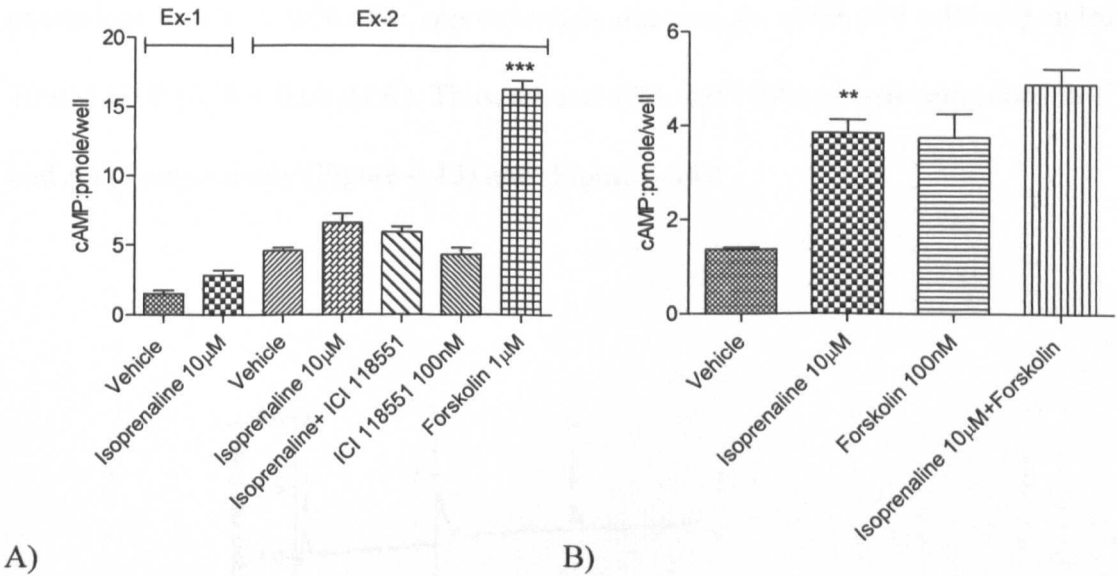 Ex-1
Ex-2
20
15
10
5
0
cAMP:pmole/well
***
Vehicle
Isoprenaline 10µM
Vehicle
Isoprenaline 10µM
Isoprenaline+ ICI 118551
ICI 118551 100nM
Forskolin 1µM
A)
6
4
2
0
cAMP:pmole/well
**
Vehicle
Isoprenaline 10µM
Forskolin 100nM
Isoprenaline 10µM+Forskolin
B)